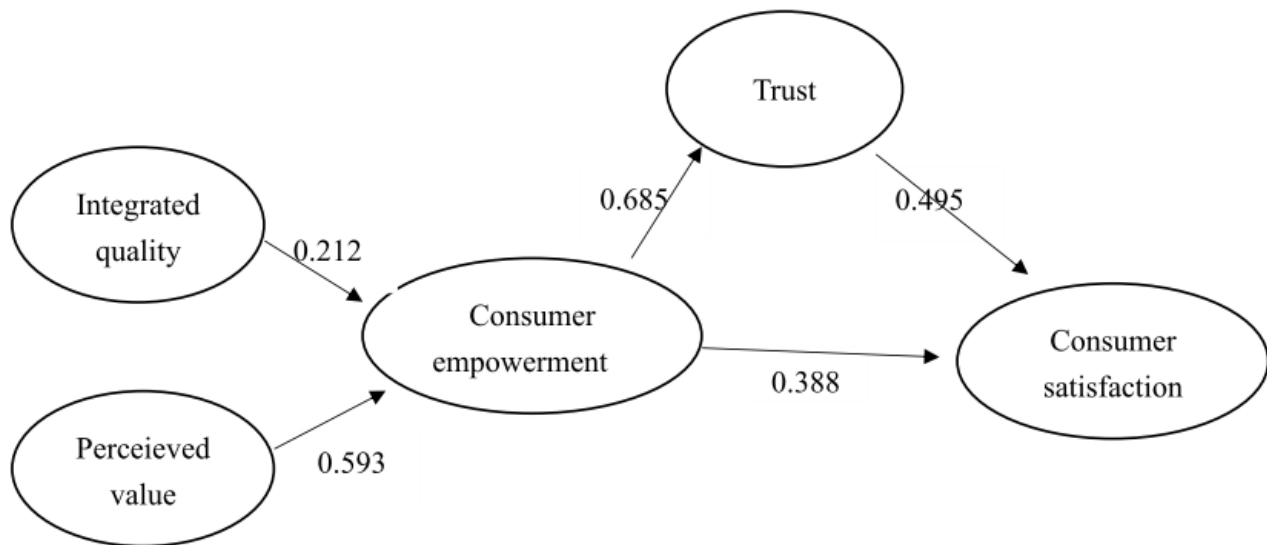 Trust
Integrated
quality
0.685
0.495
0.212
Consumer
empowerment
Consumer
satisfaction
0.388
Perceieved
value
0.593